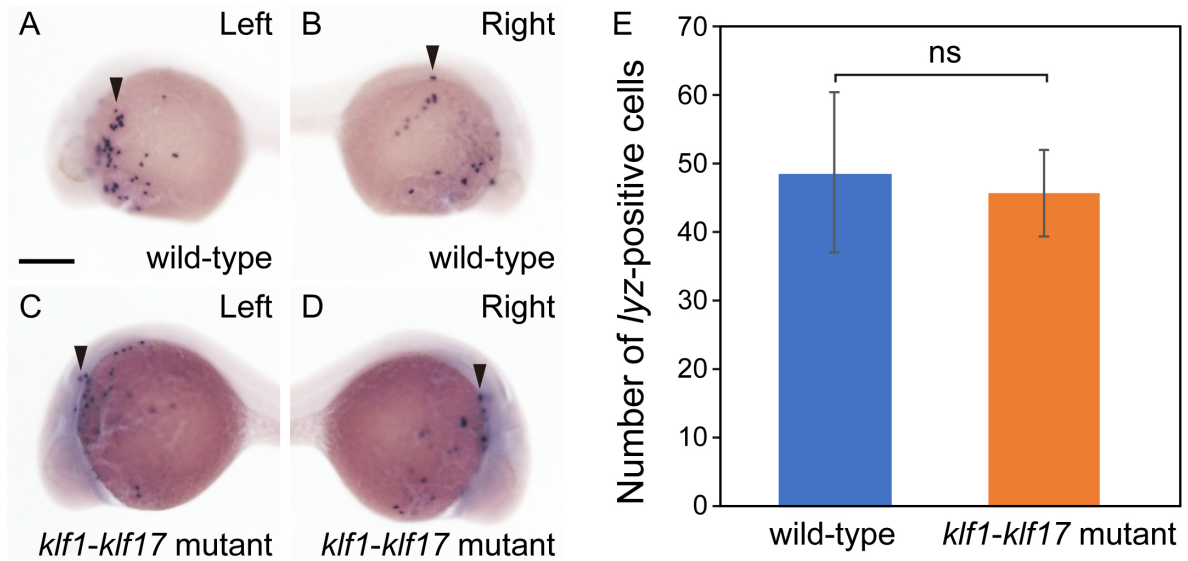 A Left
B Right
wild-type
wild-type
C Left
D Right
klf1-klf17 mutant
klf1-klf17 mutant
E
Number of lyz-positive cells
70
60
50
40
30
20
10
0
ns
wild-type
klf1-klf17 mutant